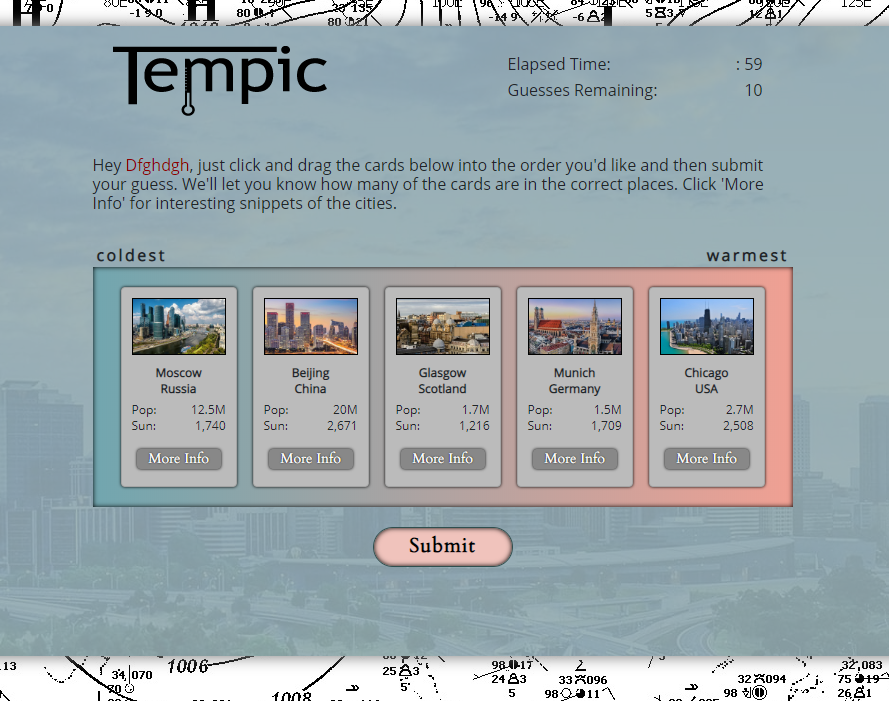 Tempic
Elapsed Time: : 59
Guesses Remaining: 10
Hey Dfghdgh, just click and drag the cards below into the order you'd like and then submit
your guess. We'll let you know how many of the cards are in the correct places. Click 'More
Info' for interesting snippets of the cities.
coldest warmest
Moscow
Russia
Pop: 12.5M
Sun: 1,740
More Info
Beijing
China
Pop: 20M
Sun: 2,671
More Info
Glasgow
Scotland
Pop: 1.7M
Sun: 1,216
More Info
Munich
Germany
Pop: 1.5M
Sun: 1,709
More Info
Chicago
USA
Pop: 2.7M
Sun: 2,508
More Info
Submit
1006
1008